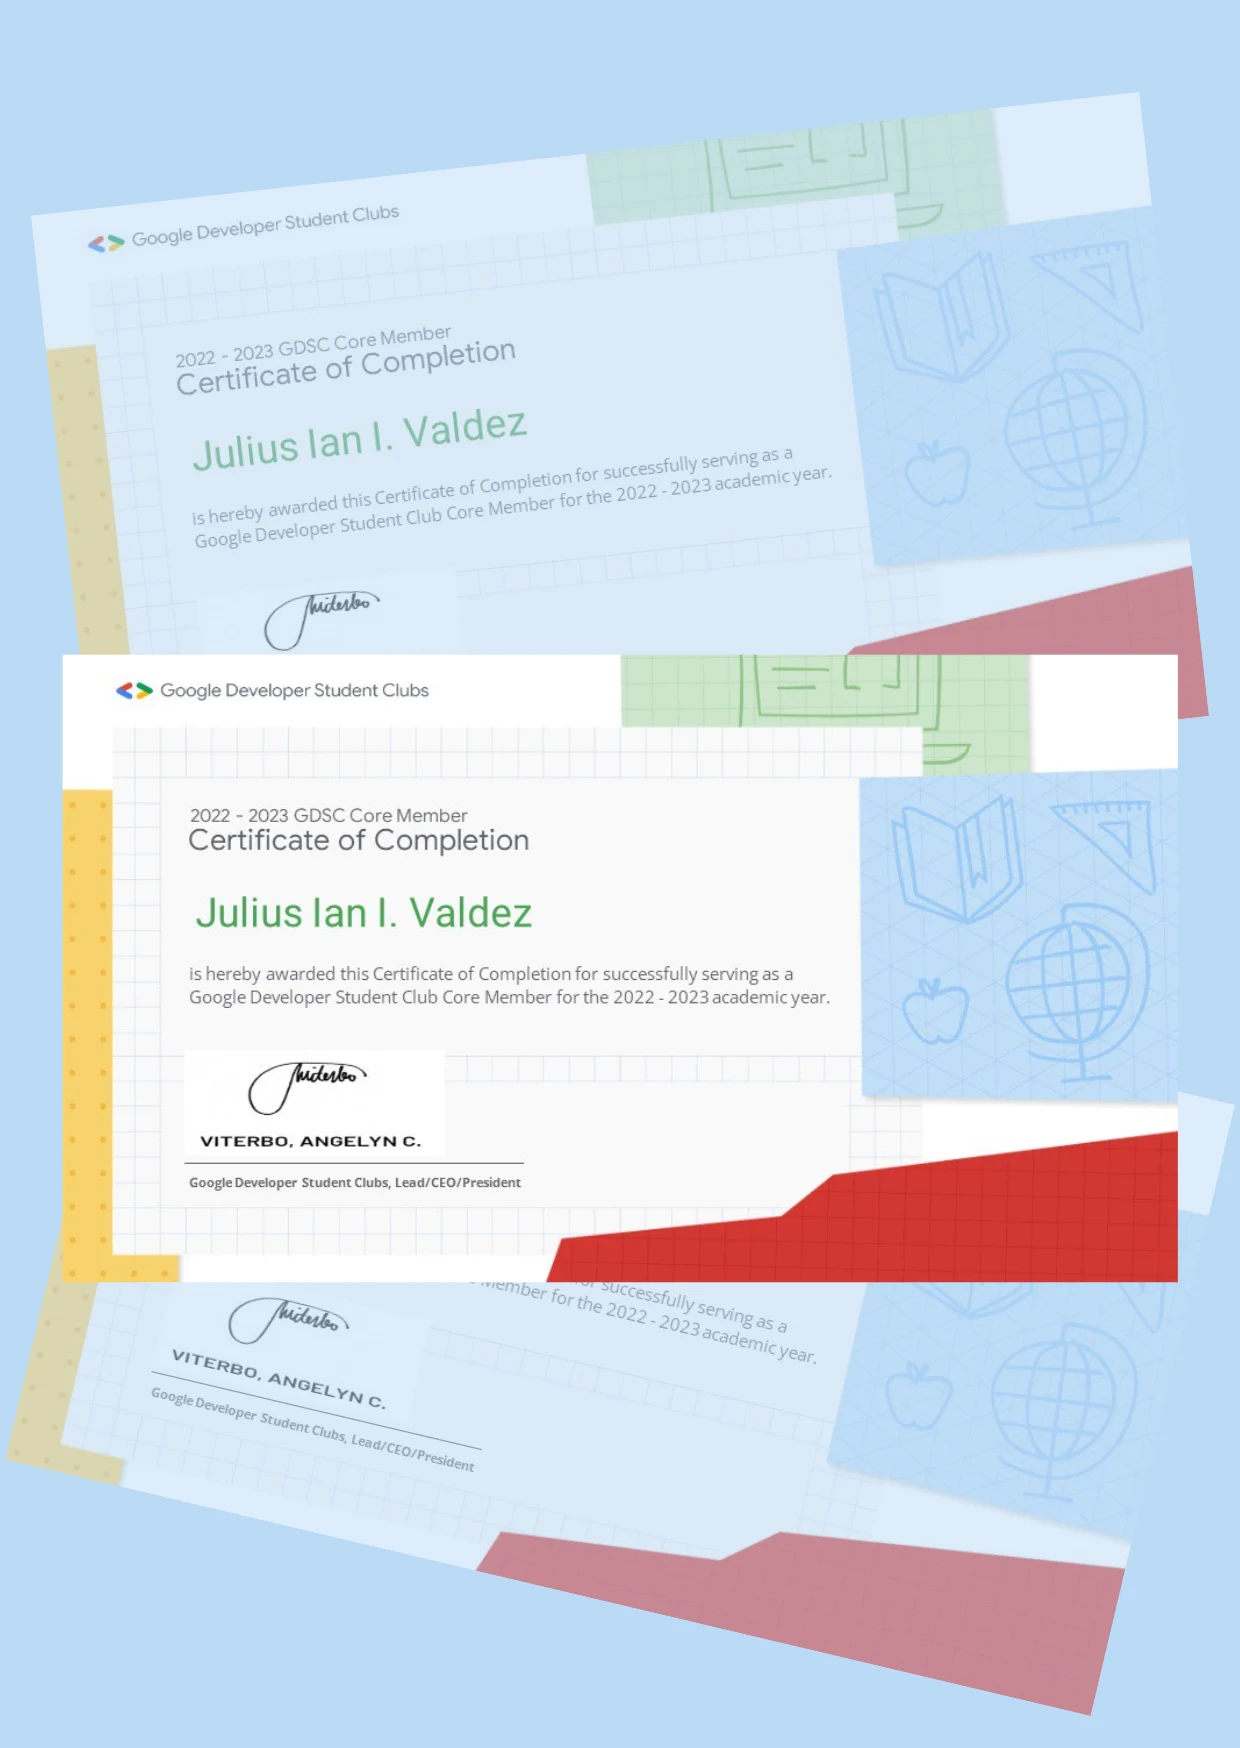 Google Developer Student Clubs
2022 - 2023 GDSC Core Member
Certificate of Completion
Julius Ian I. Valdez
is hereby awarded this Certificate of Completion for successfully serving as a
Google Developer Student Club Core Member for the 2022 - 2023 academic year.
Viterbo
Google Developer Student Clubs
2022 - 2023 GDSC Core Member
Certificate of Completion
Julius Ian I. Valdez
is hereby awarded this Certificate of Completion for successfully serving as a
Google Developer Student Club Core Member for the 2022 - 2023 academic year.
Viterbo
VITERBO, ANGELYN C.
Google Developer Student Clubs, Lead/CEO/President
for successfully serving as a
Member for the 2022 - 2023 academic year.
Viterbo
VITERBO, ANGELYN C.
Google Developer Student Clubs, Lead/CEO/President